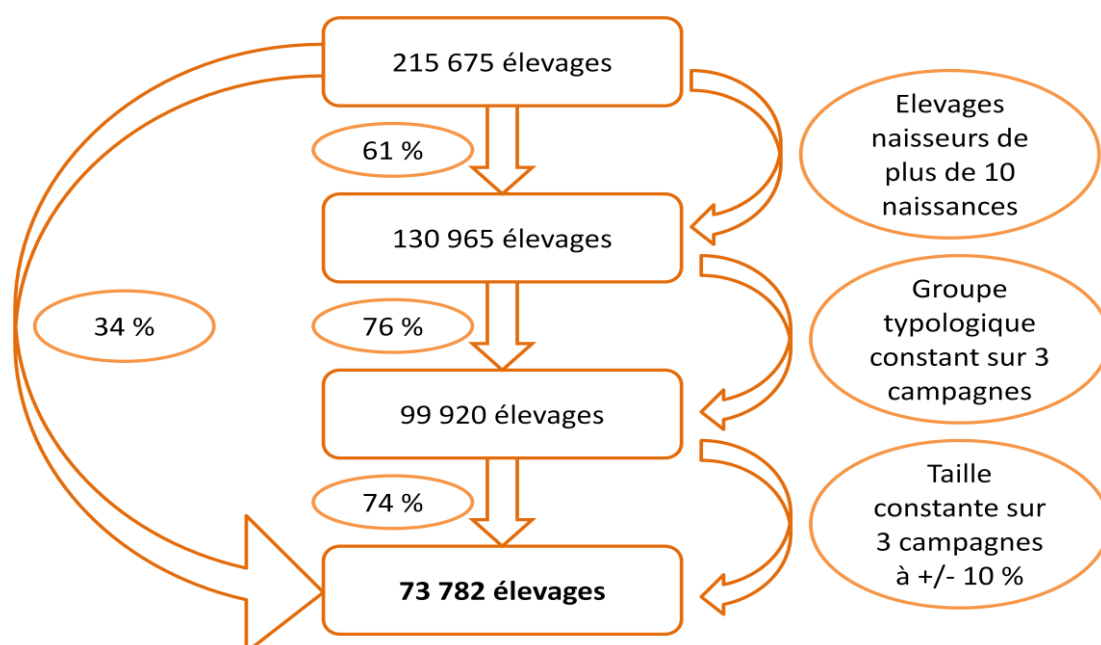 215 675 élevages
61 %
Elevages
naisseurs de
plus de 10
naissances
130 965 élevages
34 %
76 %
Groupe
typologique
constant sur 3
campagnes
99 920 élevages
74 %
Taille
constante sur
3 campagnes
à +/- 10 %
73 782 élevages